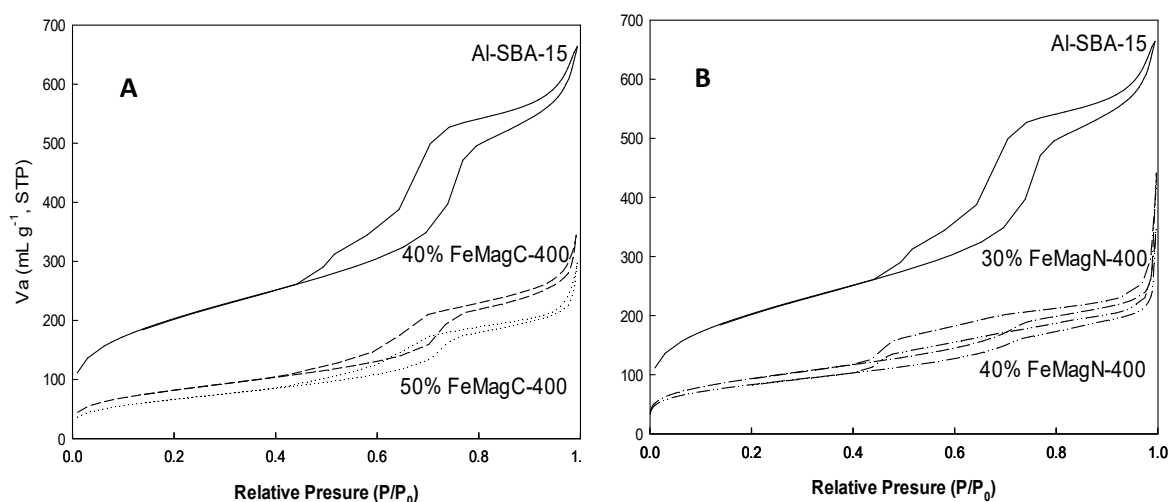 700
600
500
400
300
200
100
0
Va (mL g⁻¹, STP)
A
Al-SBA-15
40% FeMagC-400
50% FeMagC-400
0.0 0.2 0.4 0.6 0.8 1.
Relative Presure (P/P₀)
700
600
500
400
300
200
100
0
B
Al-SBA-15
30% FeMagN-400
40% FeMagN-400
0.0 0.2 0.4 0.6 0.8 1.0
Relative Presure (P/P₀)